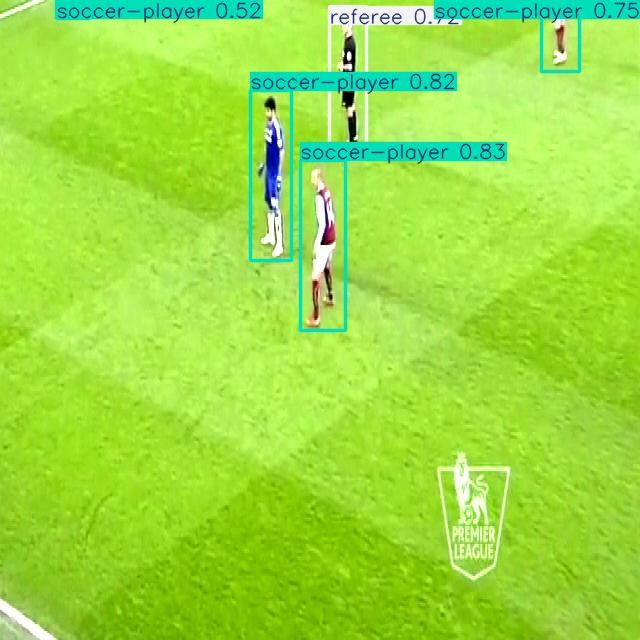 soccer-player 0.52
referee 0.72
soccer-player 0.75
soccer-player 0.82
soccer-player 0.83
PREMIER
LEAGUE